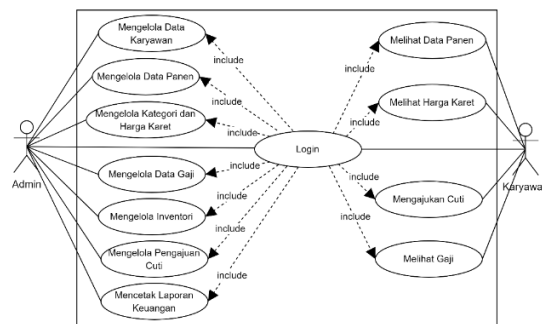 Mengelola Data
Karyawan
include
include
Melihat Data Panen
Mengelola Data Panen
include
include
Mengelola Kategori dan
Harga Karet
include
Melihat Harga Karet
Login
Admin
Karyawa
Mengelola Data Gaji
include
include
Mengajukan Cuti
Mengelola Inventori
include
include
Mengelola Pengajuan
Cuti
include
Melihat Gaji
Mencetak Laporan
Keuangan
include